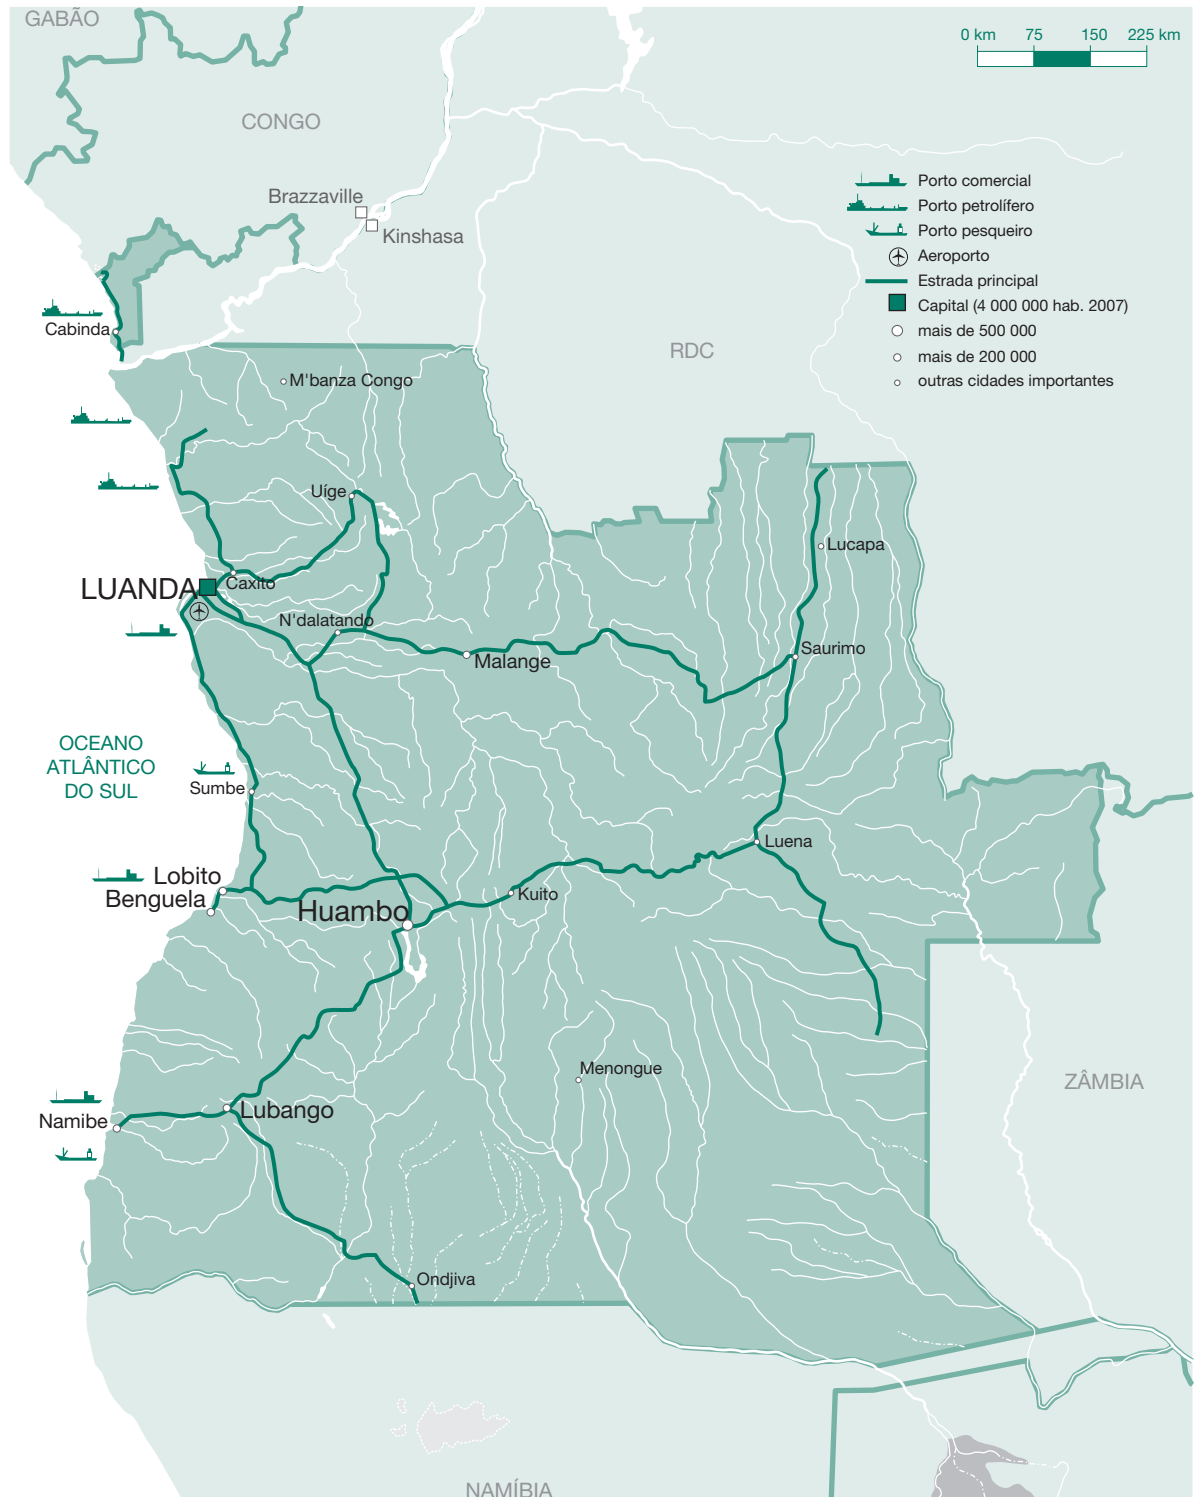 GABÃO
0 km 75 150 225 km
CONGO
Porto comercial
Porto petrolífero
Porto pesqueiro
Aeroporto
Estrada principal
Capital (4 000 000 hab. 2007)
mais de 500 000
mais de 200 000
outras cidades importantes
Brazzaville
Kinshasa
Cabinda
RDC
M'banza Congo
Uíge
Lucapa
LUANDA
Caxito
N'dalatando
Malange
Saurimo
OCEANO
ATLÂNTICO
DO SUL
Sumbe
Luena
Lobito
Benguela
Kuito
Huambo
Menongue
ZÂMBIA
Namibe
Lubango
Ondjiva
NAMÍBIA